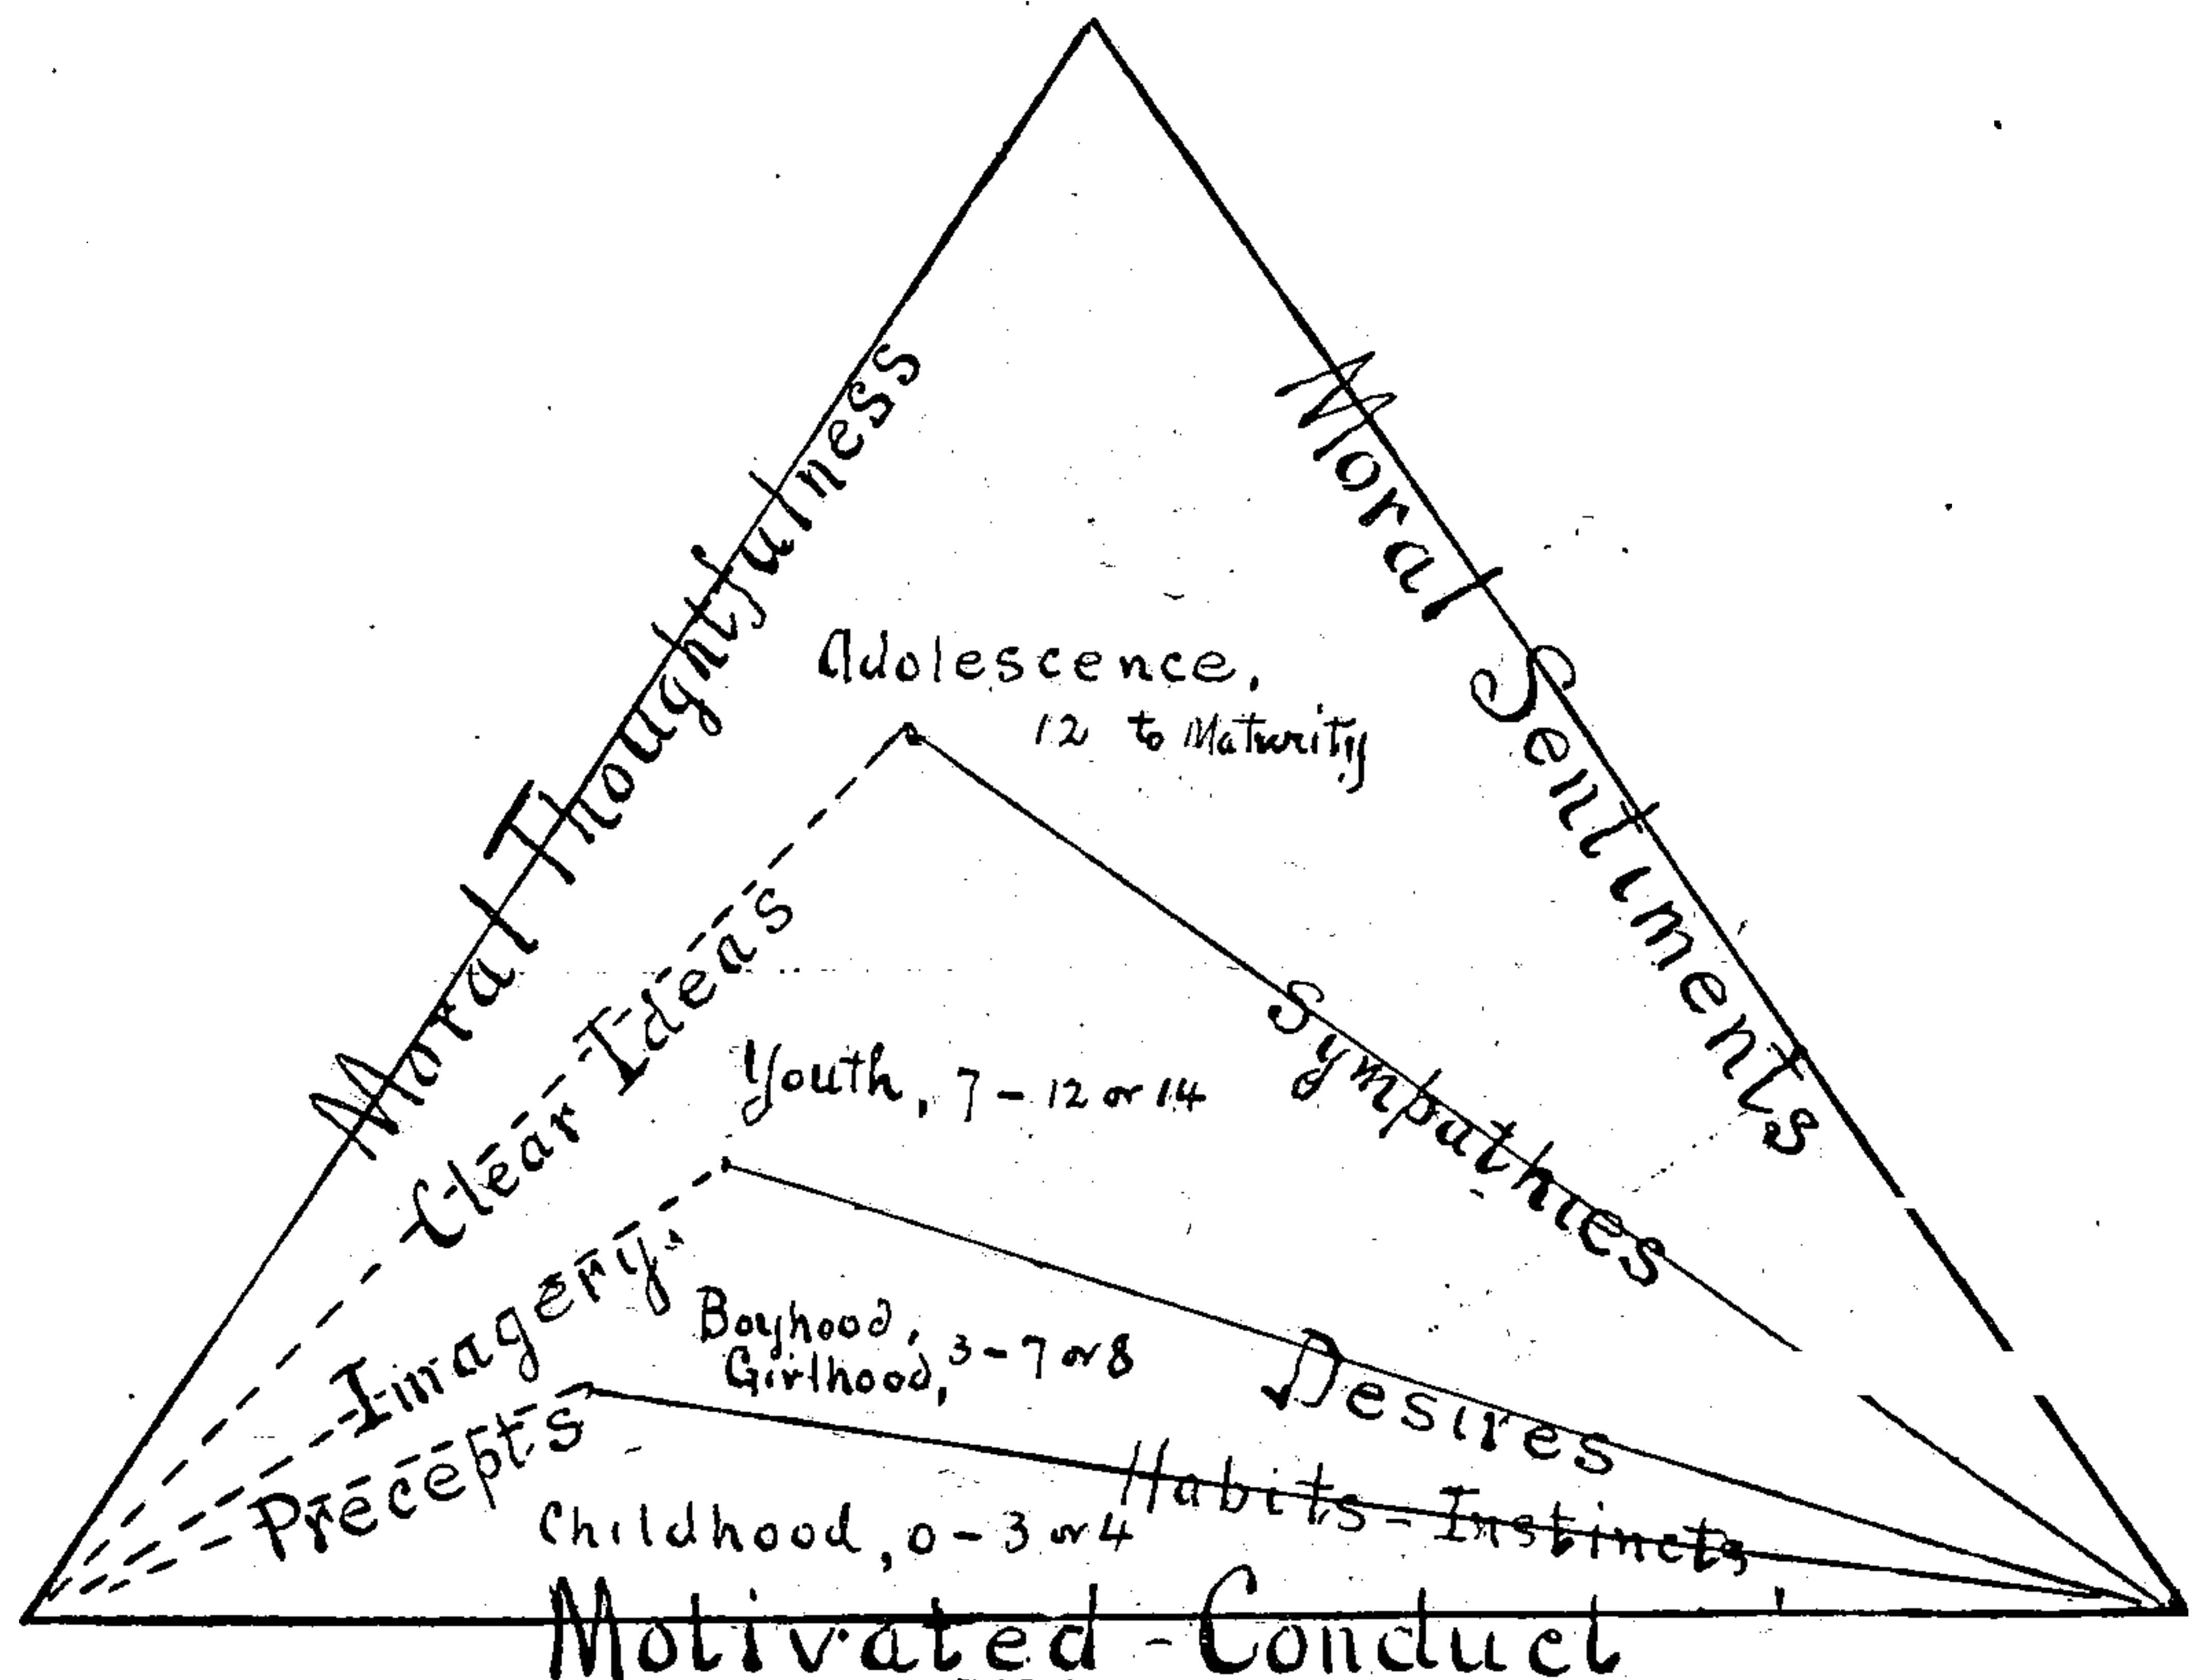 Moral Thoughtfulness
Moral Sentiments
Adolescence,
12 to Maturity
Clear Ideas
Sympathies
Youth, 7 - 12 or 14
Imagery
Desires
Boyhood,
Girlhood, 3 - 7 or 8
Precepts
Habits - Instincts
Childhood, 0 - 3 or 4
Motivated - Conduct